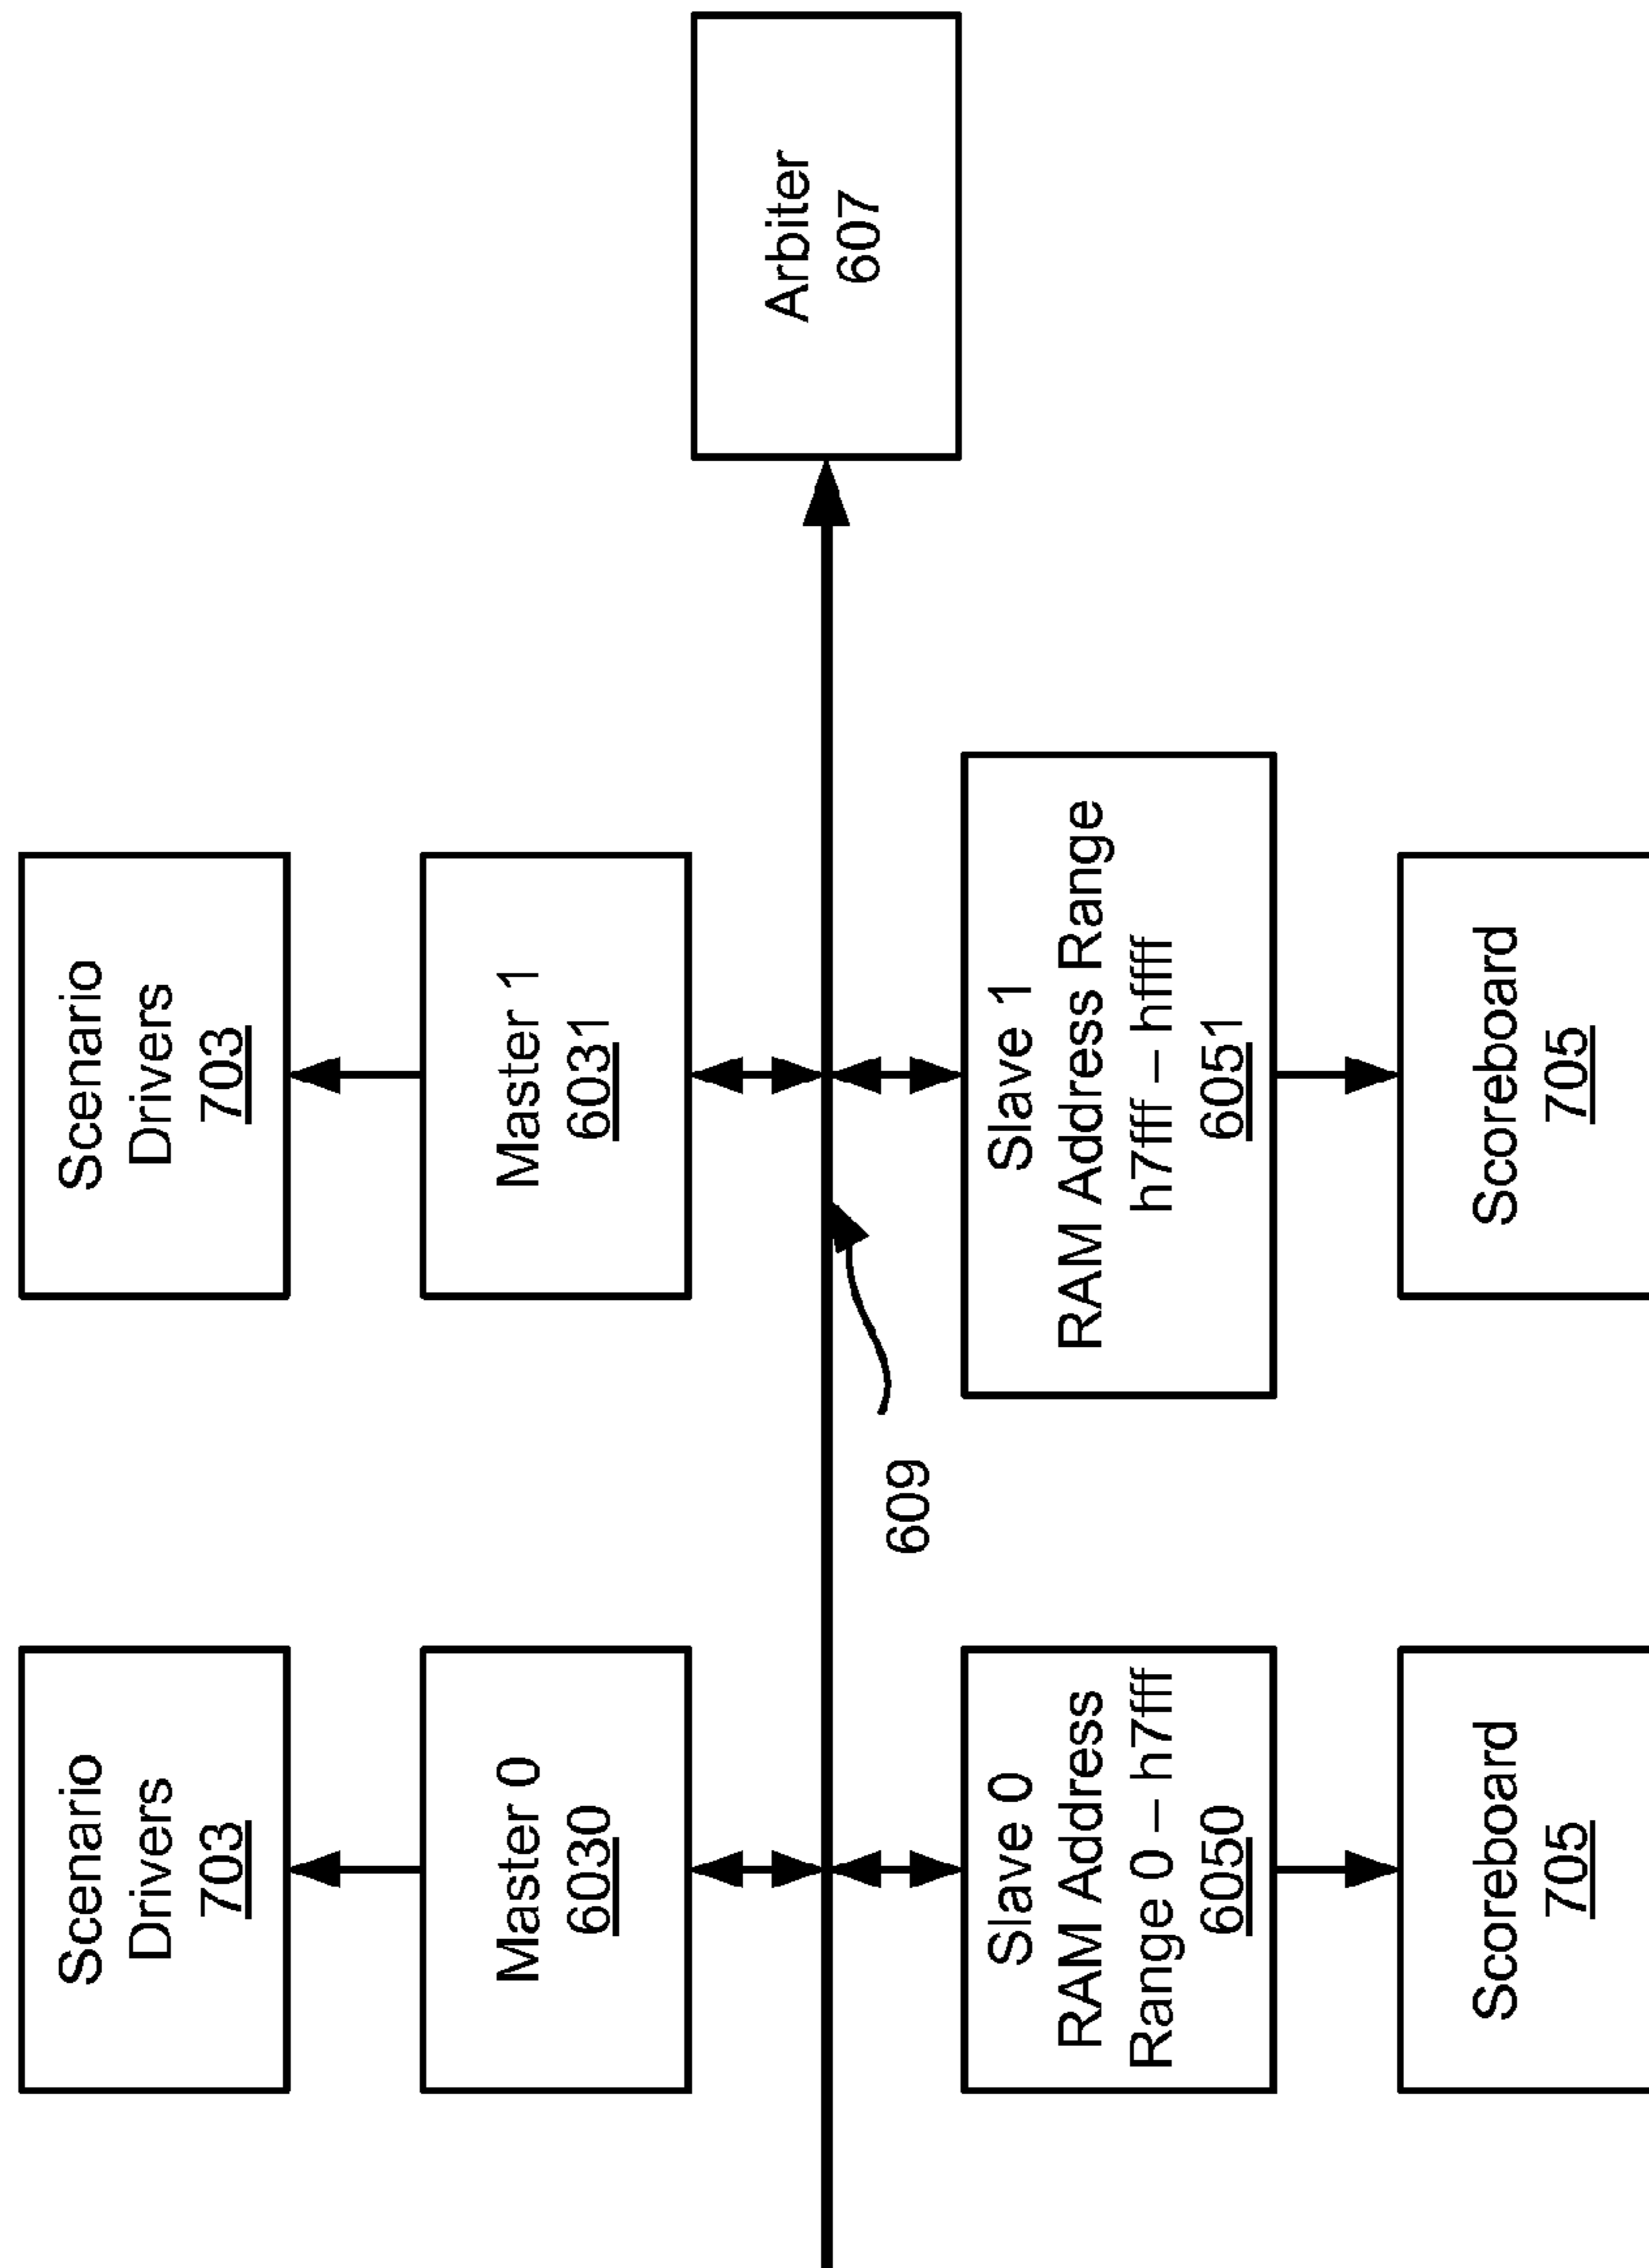 Scenario
Drivers
703
Scenario
Drivers
703
Master 0
6030
Master 1
6031
Arbiter
607
609
Slave 0
RAM Address
Range 0 – h7fff
6050
Slave 1
RAM Address Range
h7fff – hffff
6051
Scoreboard
705
Scoreboard
705